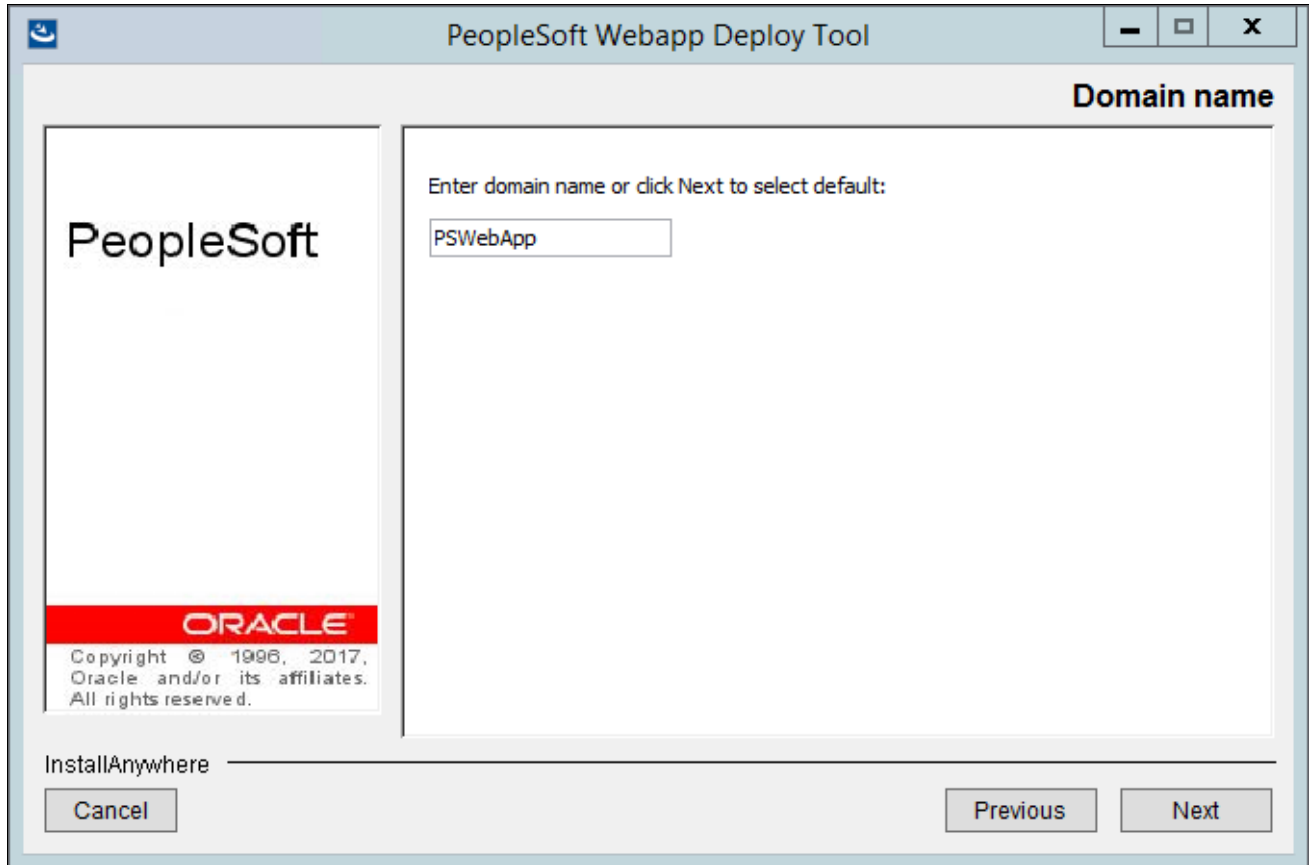 PeopleSoft Webapp Deploy Tool
Domain name
PeopleSoft
Enter domain name or click Next to select default:
PSWebApp
ORACLE
Copyright © 1996, 2017,
Oracle and/or its affiliates.
All rights reserved.
InstallAnywhere
Cancel
Previous
Next